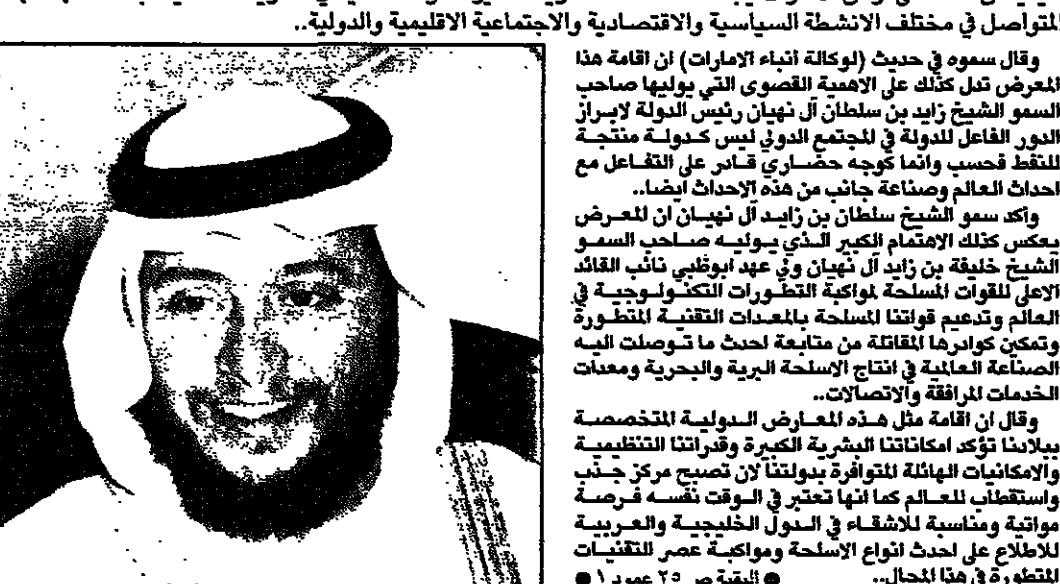 المتواصل في مختلف الانشطة السياسية والاقتصادية والاجتماعية الاقليمية والدولية..
وقال سموه في حديث (لوكالة أنباء الامارات) ان اقامة هذا
المعرض تدل كذلك على الاهمية القصوى التي يوليها صاحب
السمو الشيخ زايد بن سلطان آل نهيان رئيس الدولة لابراز
الدور الفاعل للدولة في المجتمع الدولي ليس كدولة منتجة
للنفط فحسب وانما كوجه حضاري قادر على التفاعل مع
احداث العالم وصناعة جانب من هذه الاحداث ايضا..
وأكد سمو الشيخ سلطان بن زايد آل نهيان ان المعرض
يعكس كذلك الاهتمام الكبير الذي يوليه صاحب السمو
الشيخ خليفة بن زايد آل نهيان ولي عهد ابوظبي نائب القائد
الاعلى للقوات المسلحة لمواكبة التطورات التكنولوجية في
العالم وتدعيم قواتنا المسلحة بالمعدات التقنية المتطورة
وتمكين كوادرها المقاتلة من متابعة احدث ما توصلت اليه
الصناعة العالمية في انتاج الاسلحة البرية والبحرية ومعدات
الخدمات المرافقة والاتصالات..
وقال ان اقامة مثل هذه المعارض الدولية المتخصصة
ببلادنا تؤكد امكاناتنا البشرية الكبيرة وقدراتنا التنظيمية
والامكانيات الهائلة المتوافرة بدولتنا لان تصبح مركز جذب
واستقطاب للعالم كما انها تعتبر في الوقت نفسه فرصة
مواتية ومناسبة للاشقاء في الدول الخليجية والعربية
للاطلاع على احدث انواع الاسلحة ومواكبة عصر التقنيات
المتطورة في هذا المجال.. ● البقية ص ٢٥ عمود ١ ●